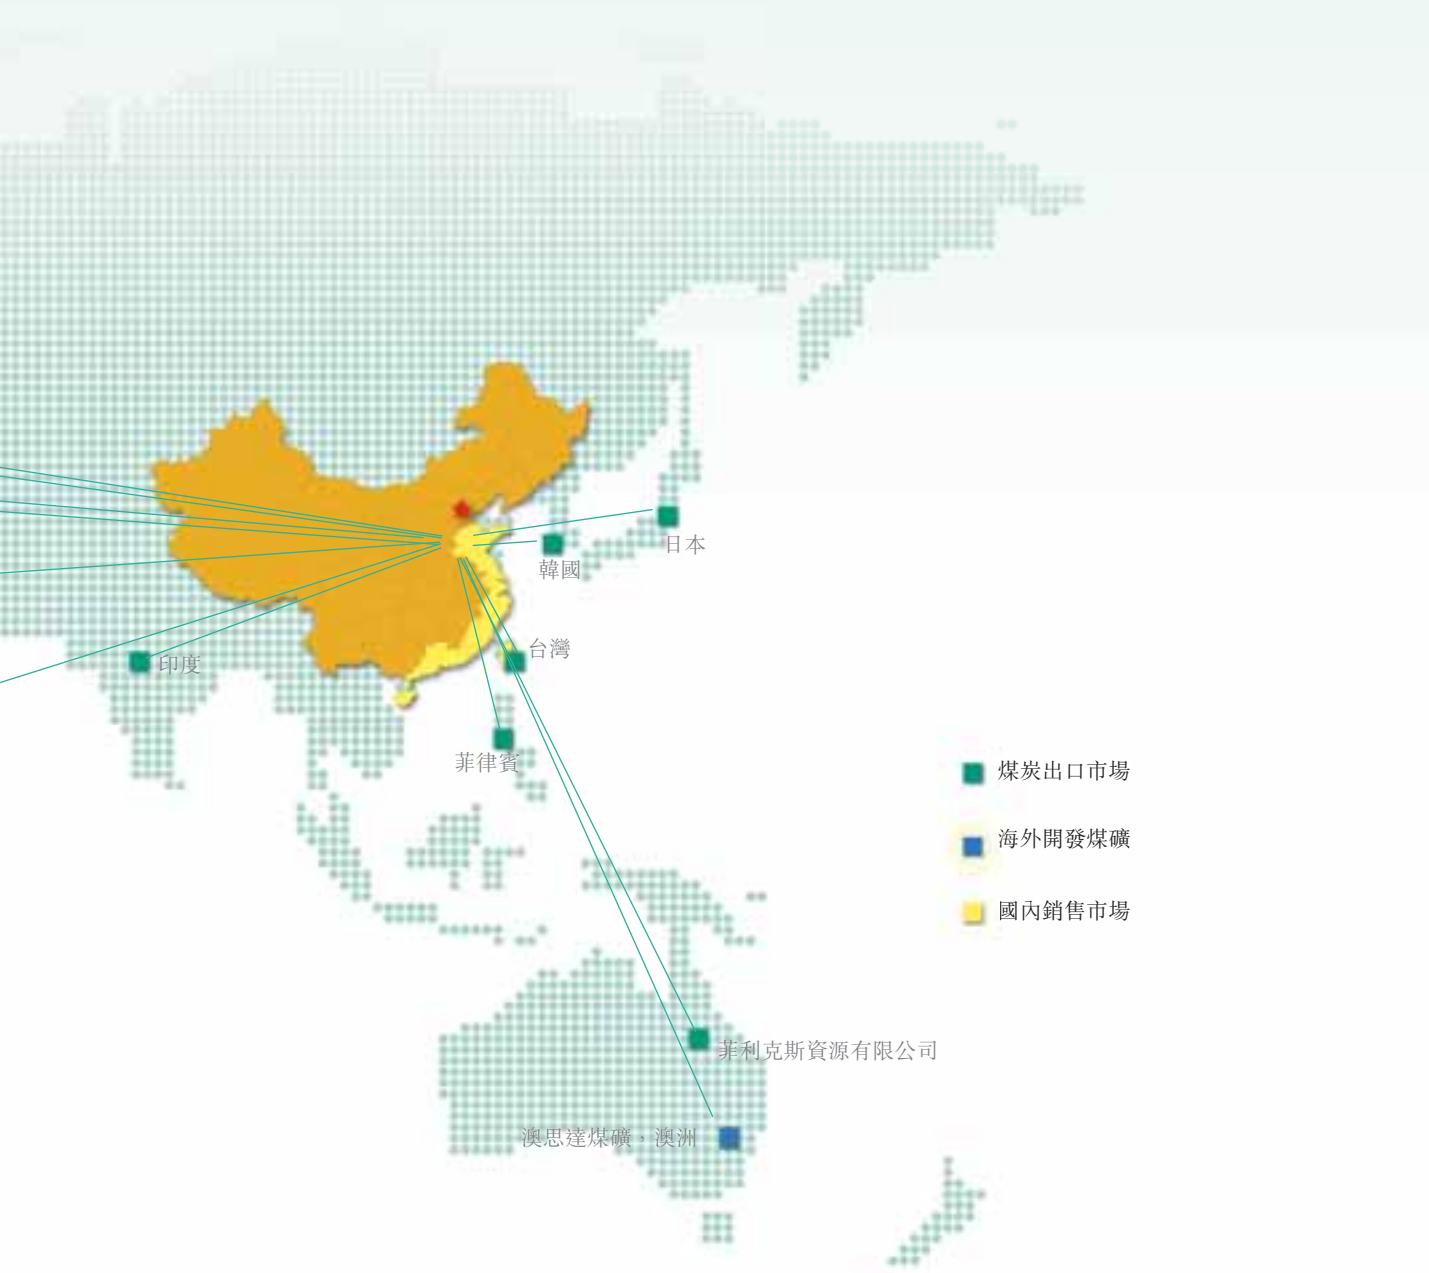 日本
韓國
台灣
印度
菲律賓
煤炭出口市場
海外開發煤礦
國內銷售市場
菲利克斯資源有限公司
澳思達煤礦，澳洲